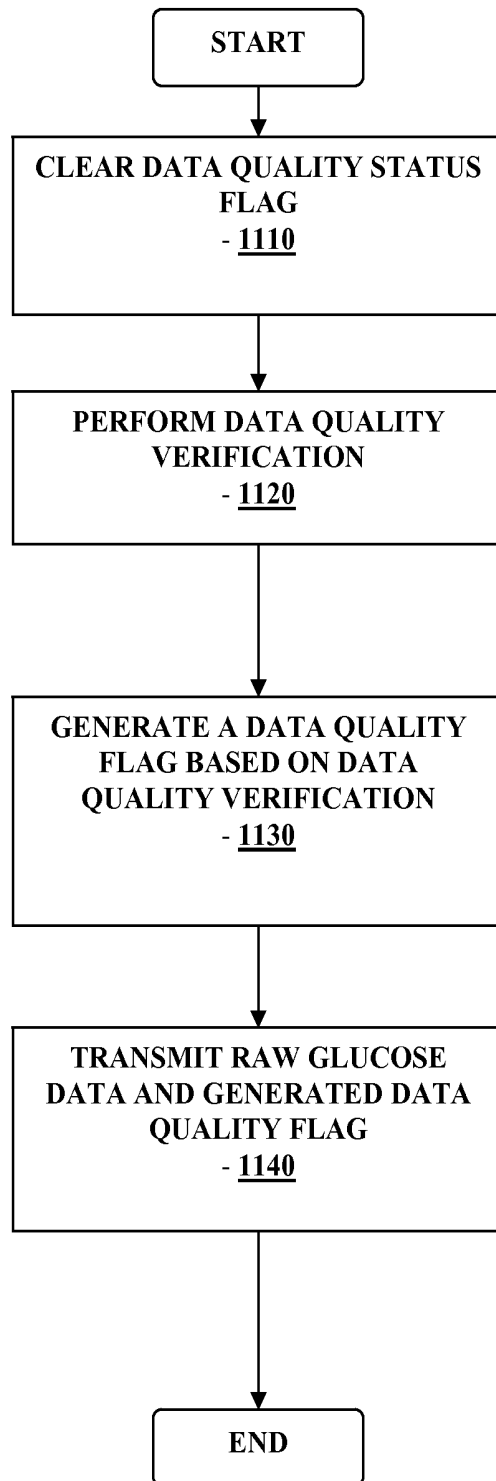 START
CLEAR DATA QUALITY STATUS
FLAG
- 1110
PERFORM DATA QUALITY
VERIFICATION
- 1120
GENERATE A DATA QUALITY
FLAG BASED ON DATA
QUALITY VERIFICATION
- 1130
TRANSMIT RAW GLUCOSE
DATA AND GENERATED DATA
QUALITY FLAG
- 1140
END